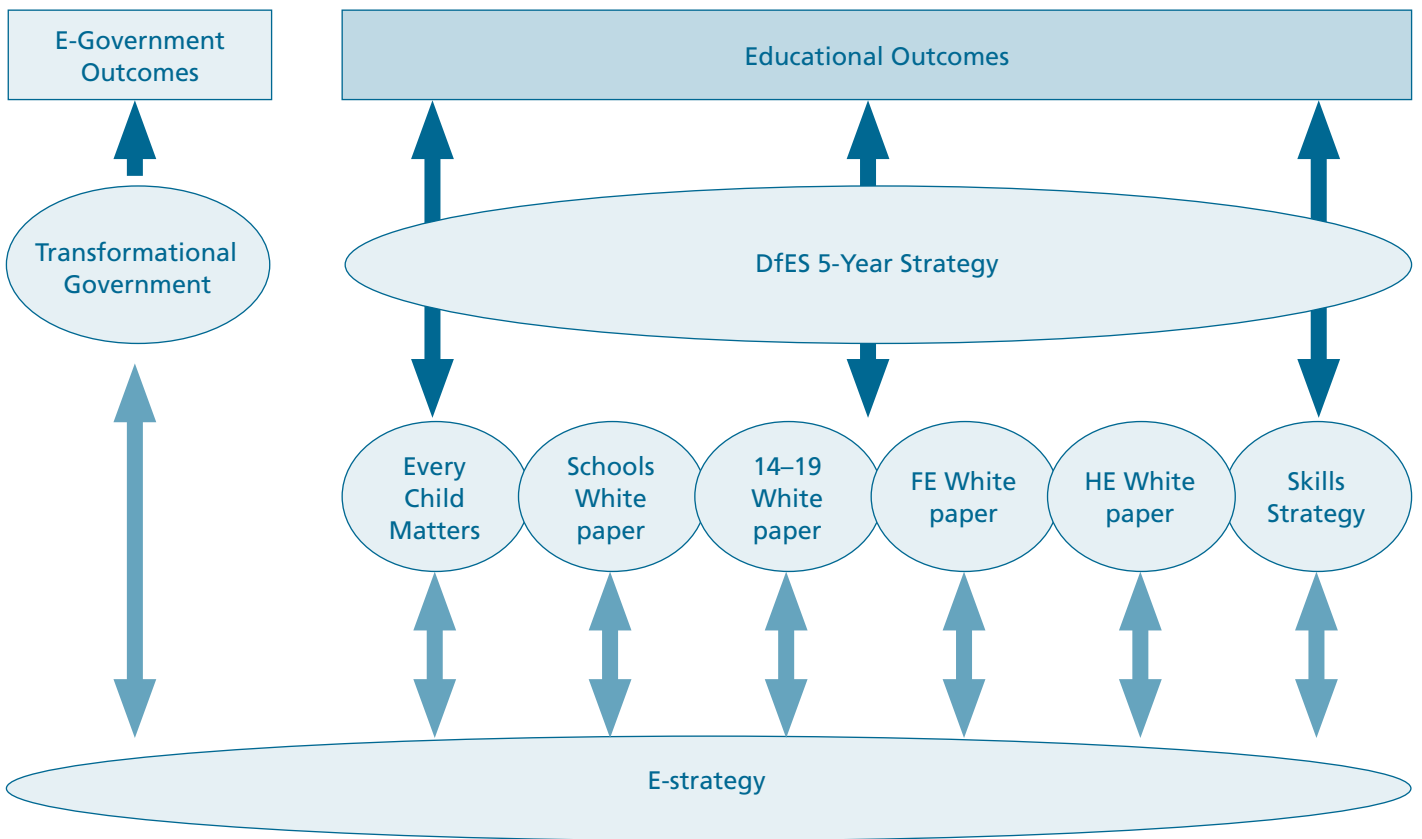 E-Government
Outcomes
Educational Outcomes
Transformational
Government
DfES 5-Year Strategy
Every
Child
Matters
Schools
White
paper
14–19
White
paper
FE White
paper
HE White
paper
Skills
Strategy
E-strategy